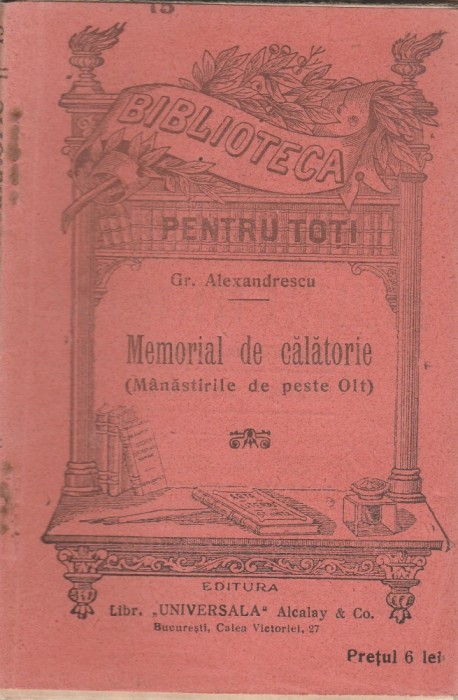 15
BIBLIOTECA
PENTRU TOTI
Gr. Alexandrescu
Memorial de călătorie
(Mânăstirile de peste Olt)
EDITURA
Libr. „UNIVERSALA“ Alcalay & Co.
București, Calea Victoriei, 27
Prețul 6 lei